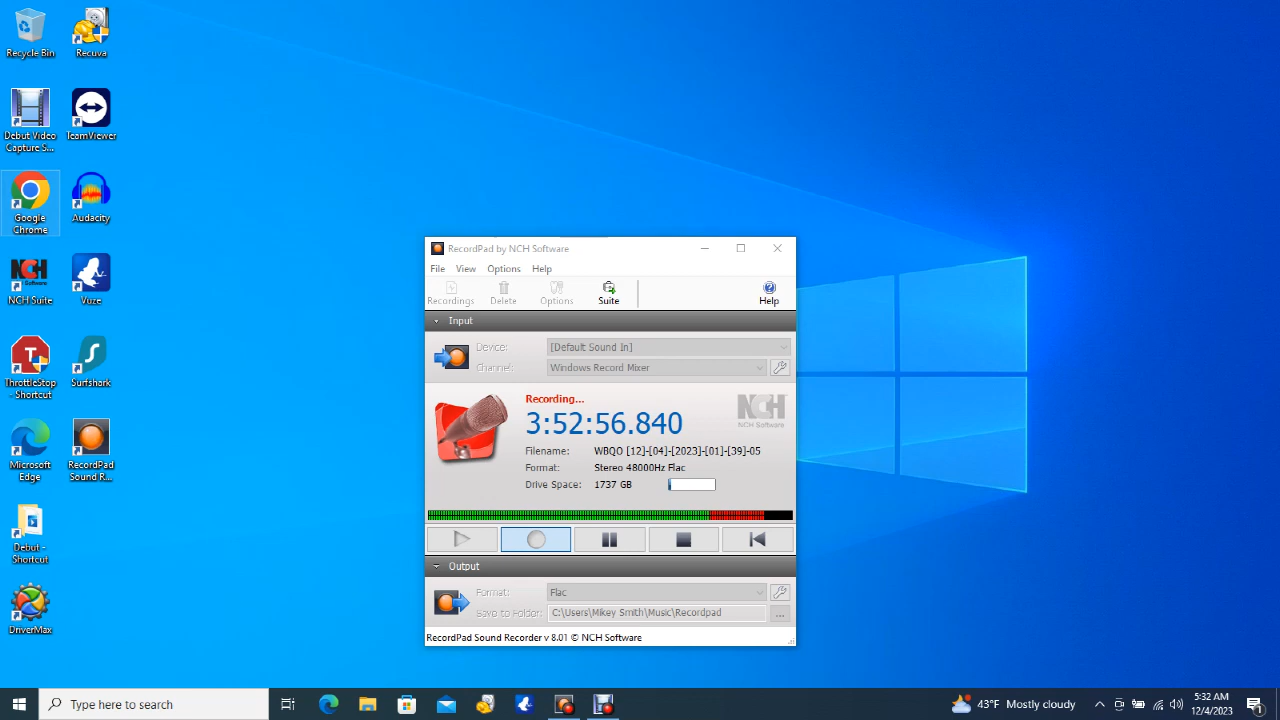 Recycle Bin
Recuva
Debut Video
Capture S...
TeamViewer
Google
Chrome
Audacity
NCH
Software
NCH Suite
Vuze
ThrottleStop
- Shortcut
Surfshark
Microsoft
Edge
RecordPad
Sound R...
Debut -
Shortcut
DriverMax
RecordPad by NCH Software
File View Options Help
Recordings Delete Options Suite Help
Input
Device: [Default Sound In]
Channel: Windows Record Mixer
Recording...
3:52:56.840
NCH
NCH Software
Filename: WBQO [12]-[04]-[2023]-[01]-[39]-05
Format: Stereo 48000Hz Flac
Drive Space: 1737 GB
Output
Format: Flac
Save to Folder: C:\Users\Mikey Smith\Music\Recordpad ...
RecordPad Sound Recorder v 8.01 © NCH Software
Type here to search
43°F Mostly cloudy
5:32 AM
12/4/2023
1